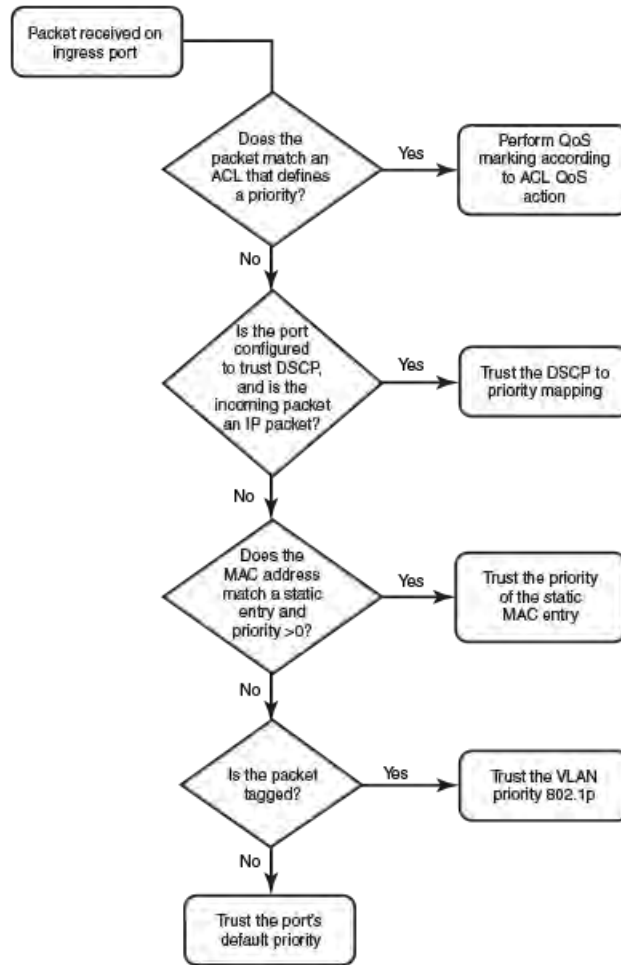 Packet received on
ingress port
Does the
packet match an
ACL that defines
a priority?
Yes
Perform QoS
marking according
to ACL QoS
action
No
Is the port
configured
to trust DSCP,
and is the
incoming packet
an IP packet?
Yes
Trust the DSCP to
priority mapping
No
Does the
MAC address
match a static
entry and
priority >0?
Yes
Trust the priority
of the static
MAC entry
No
Is the packet
tagged?
Yes
Trust the VLAN
priority 802.1p
No
Trust the port's
default priority